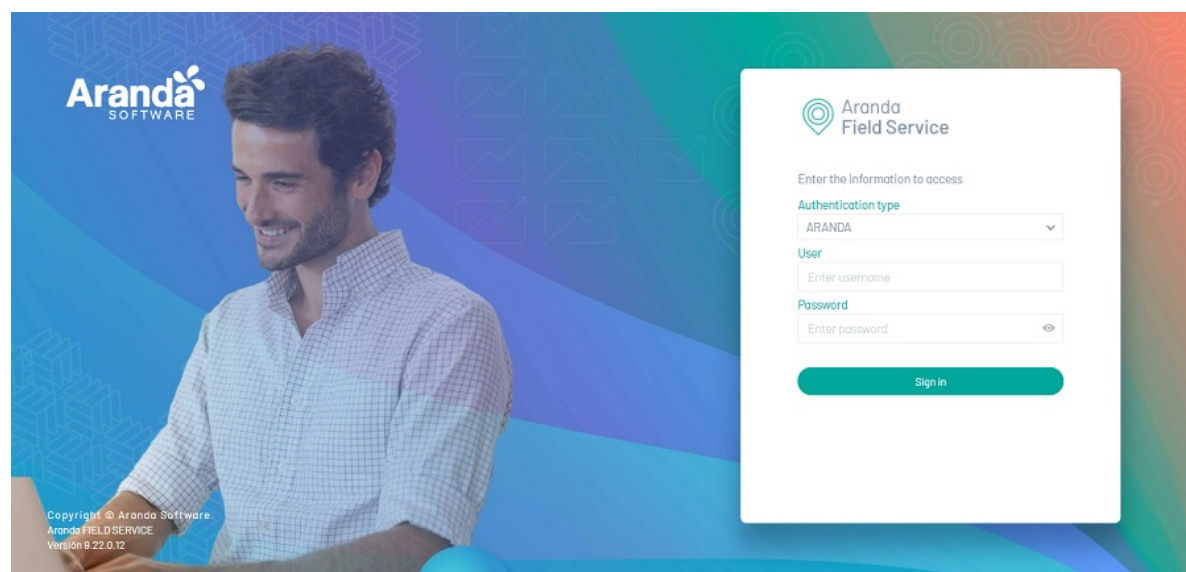 Aranda
SOFTWARE
Aranda
Field Service
Enter the information to access
Authentication type
ARANDA
User
Enter username
Password
Enter password
Sign in
Copyright © Aranda Software.
Aranda FIELD SERVICE
Version 9.22.0.12